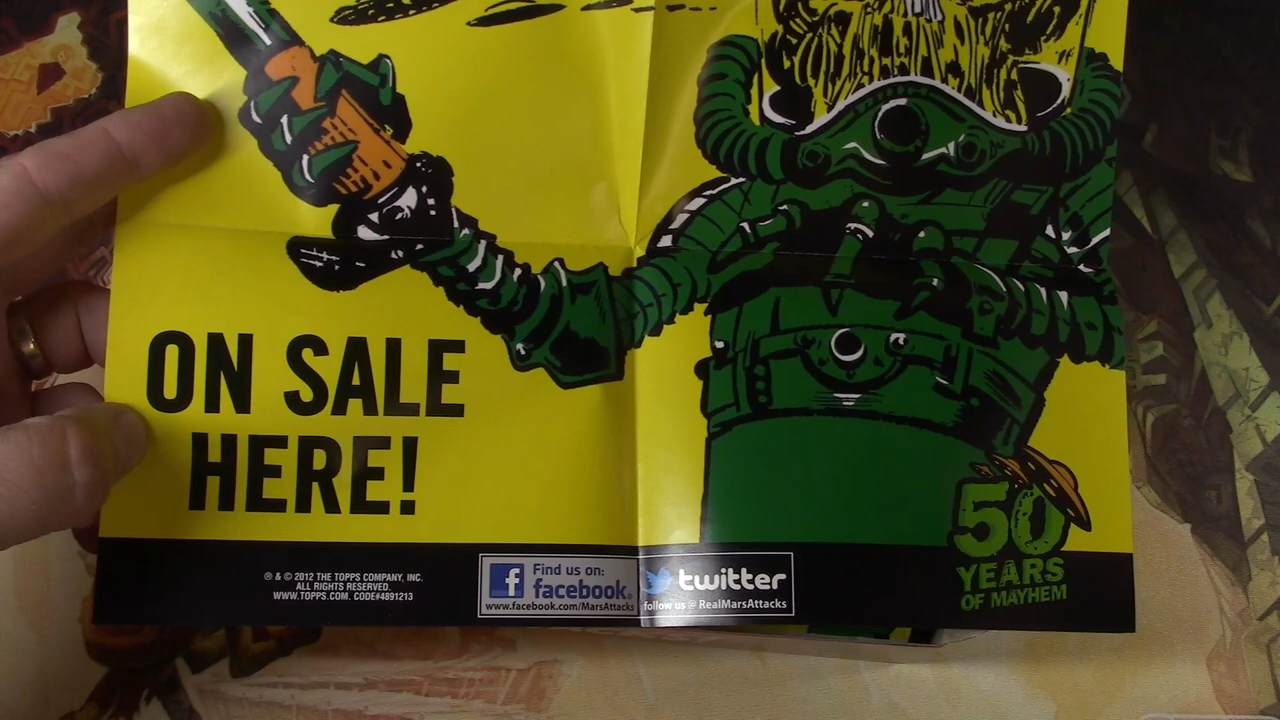 ON SALE
HERE!
® & © 2012 THE TOPPS COMPANY, INC.
ALL RIGHTS RESERVED.
WWW.TOPPS.COM. CODE#4891213
f Find us on:
facebook®
www.facebook.com/MarsAttacks
twitter
follow us @ RealMarsAttacks
50
YEARS
OF MAYHEM